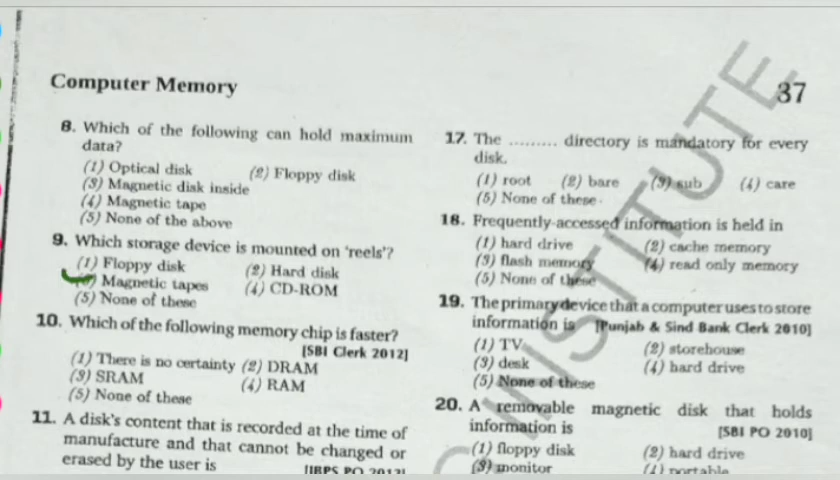 Computer Memory
37
8. Which of the following can hold maximum
data?
(1) Optical disk (2) Floppy disk
(3) Magnetic disk inside
(4) Magnetic tape
(5) None of the above
9. Which storage device is mounted on 'reels'?
(1) Floppy disk (2) Hard disk
Magnetic tapes (4) CD-ROM
(5) None of these
10. Which of the following memory chip is faster?
[SBI Clerk 2012]
(1) There is no certainty (2) DRAM
(3) SRAM (4) RAM
(5) None of these
11. A disk's content that is recorded at the time of
manufacture and that cannot be changed or
erased by the user is [IBPS PO 2012]
17. The ......... directory is mandatory for every
disk.
(1) root (2) bare (3) sub (4) care
(5) None of these
18. Frequently accessed information is held in
(1) hard drive (2) cache memory
(3) flash memory (4) read only memory
(5) None of these
19. The primary device that a computer uses to store
information is [Punjab & Sind Bank Clerk 2010]
(1) TV (2) storehouse
(3) desk (4) hard drive
(5) None of these
20. A removable magnetic disk that holds
information is [SBI PO 2010]
(1) floppy disk (2) hard drive
(3) monitor (4) portable
INSTITUTE